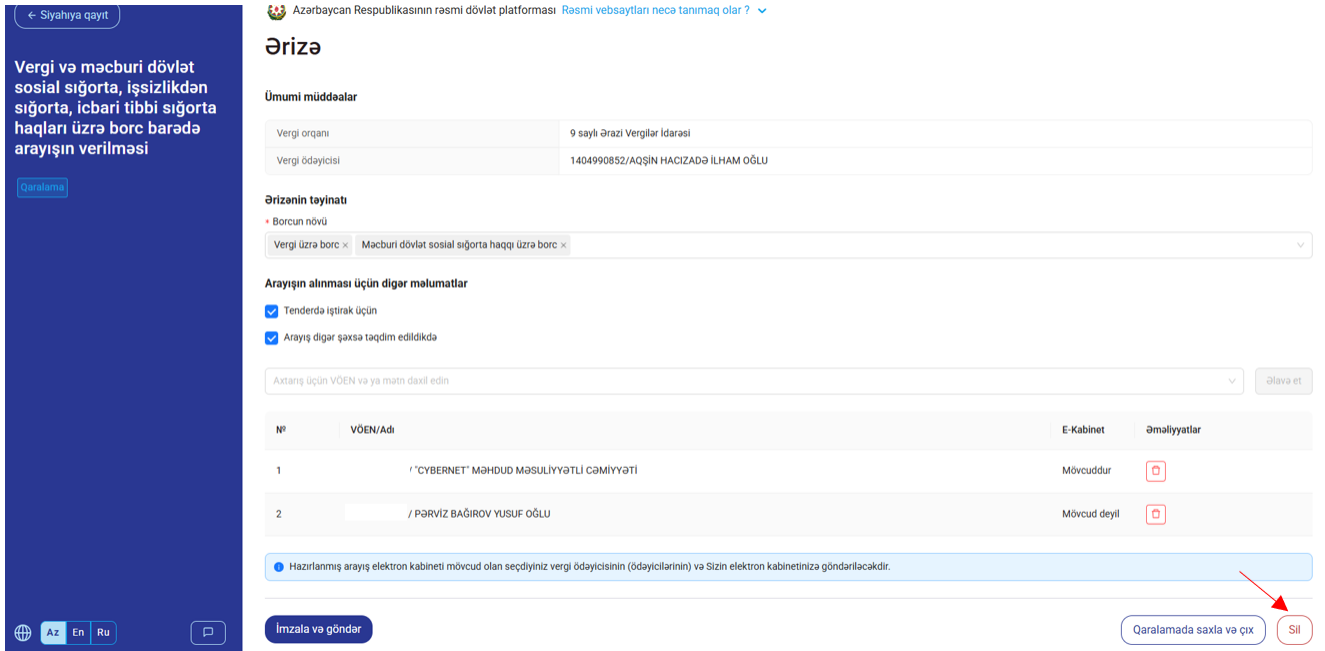 ← Siyahıya qayıt
Vergi və məcburi dövlət
sosial sığorta, işsizlikdən
sığorta, icbari tibbi sığorta
haqları üzrə borc barədə
arayışın verilməsi
Qaralama
Az En Ru
Azərbaycan Respublikasının rəsmi dövlət platforması Rəsmi vebsaytları necə tanımaq olar ?
Ərizə
Ümumi müddəalar
Vergi orqanı 9 saylı Ərazi Vergilər İdarəsi
Vergi ödəyicisi 1404990852/AQŞİN HACIZADƏ İLHAM OĞLU
Ərizənin təyinatı
* Borcun növü
Vergi üzrə borc × Məcburi dövlət sosial sığorta haqqı üzrə borc ×
Arayışın alınması üçün digər məlumatlar
Tenderdə iştirak üçün
Arayış digər şəxsə təqdim edildikdə
Axtarış üçün VÖEN və ya mətn daxil edin Əlavə et
№ VÖEN/Adı E-Kabinet Əməliyyatlar
1 / "CYBERNET" MƏHDUD MƏSULİYYƏTLİ CƏMİYYƏTİ Mövcuddur
2 / PƏRVİZ BAĞIROV YUSUF OĞLU Mövcud deyil
Hazırlanmış arayış elektron kabineti mövcud olan seçdiyiniz vergi ödəyicisinin (ödəyicilərinin) və Sizin elektron kabinetinizə göndəriləcəkdir.
İmzala və göndər Qaralamada saxla və çıx Sil